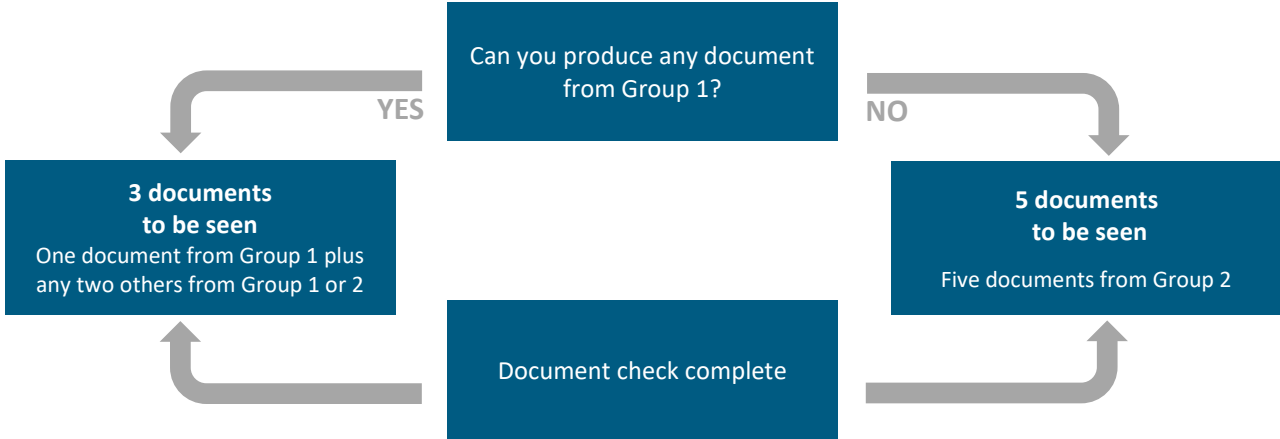 Can you produce any document
from Group 1?
YES
NO
3 documents
to be seen
One document from Group 1 plus
any two others from Group 1 or 2
5 documents
to be seen
Five documents from Group 2
Document check complete